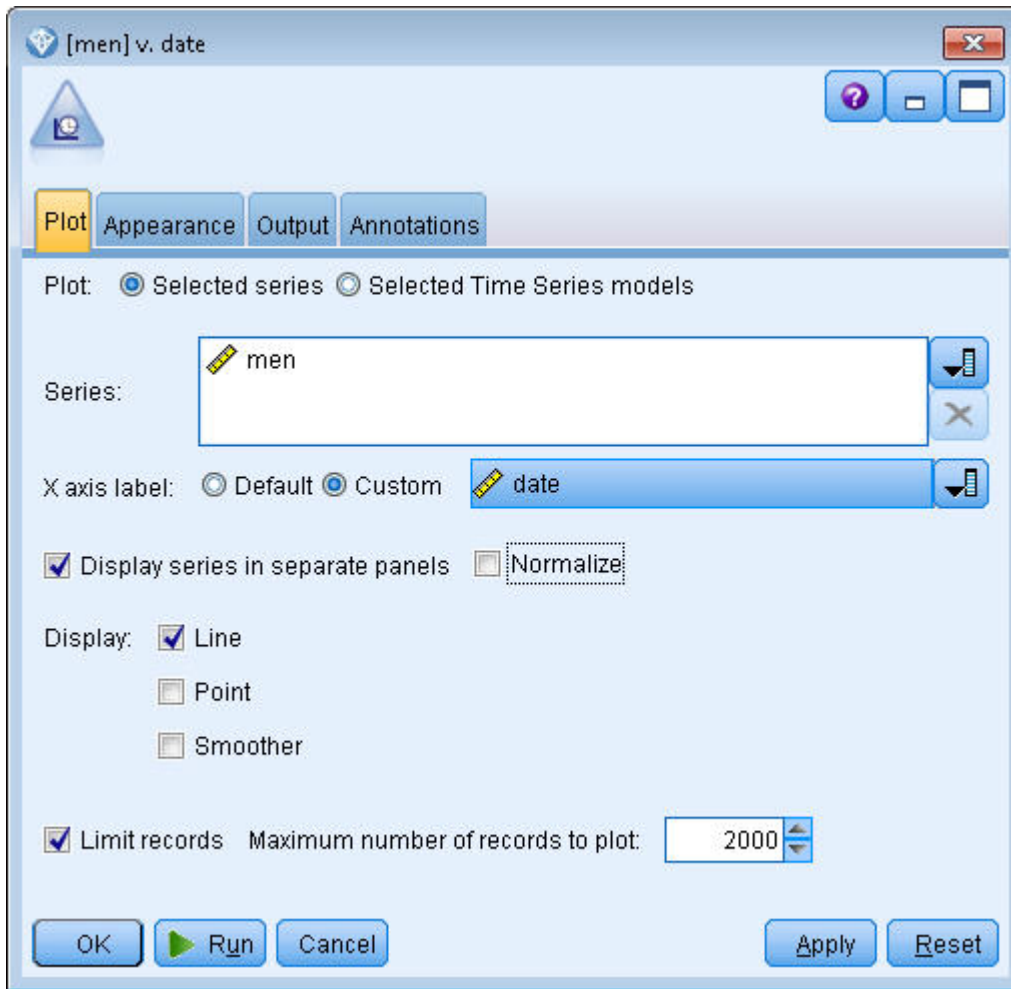 [men] v. date
Plot Appearance Output Annotations
Plot: Selected series Selected Time Series models
men
Series:
X axis label: Default Custom date
Display series in separate panels Normalize
Display: Line
Point
Smoother
Limit records Maximum number of records to plot: 2000
OK Run Cancel Apply Reset